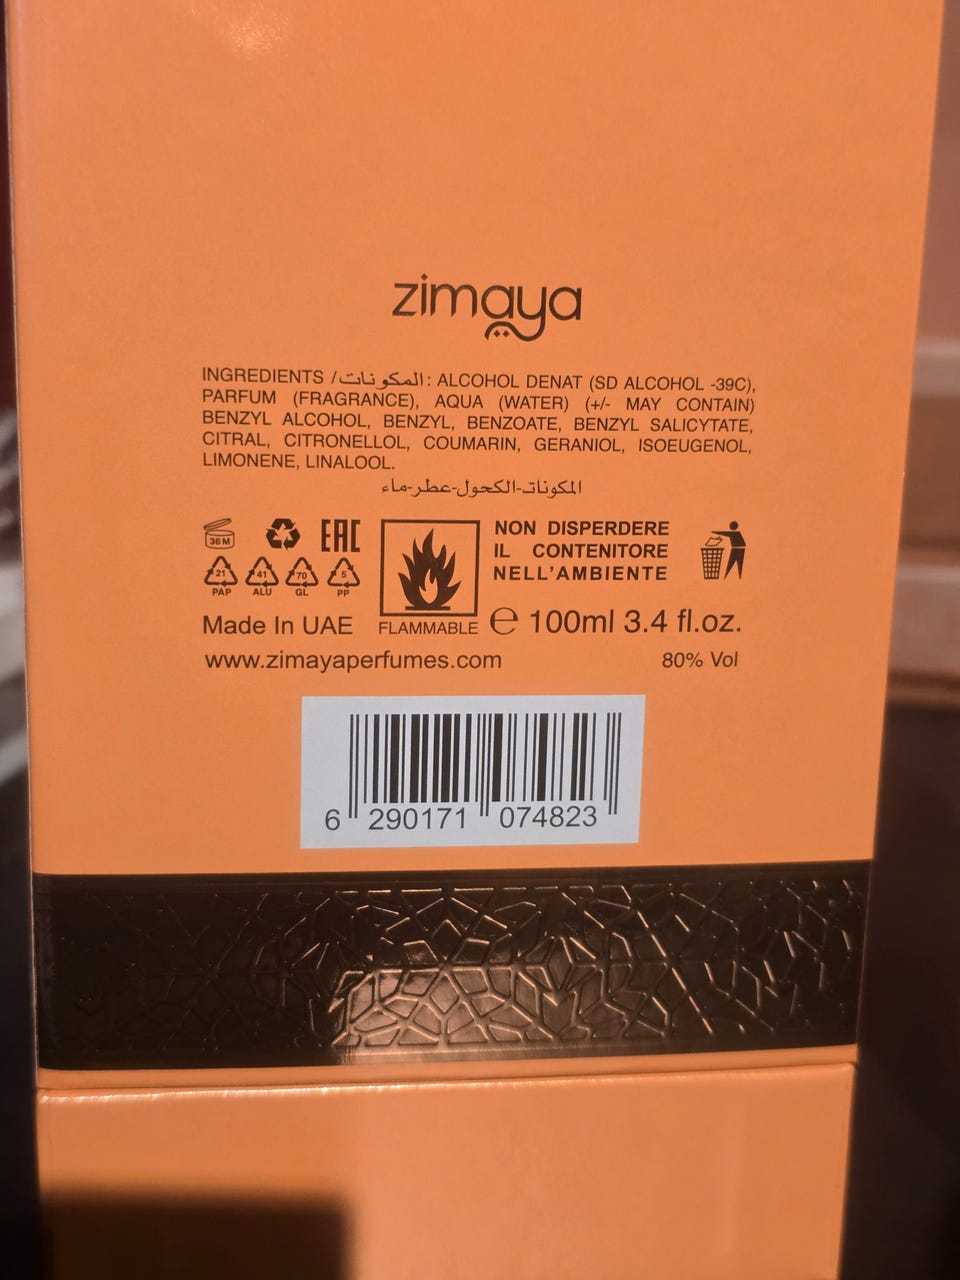 zimaya
INGREDIENTS / المكونات: ALCOHOL DENAT (SD ALCOHOL -39C),
PARFUM (FRAGRANCE), AQUA (WATER) (+/- MAY CONTAIN)
BENZYL ALCOHOL, BENZYL, BENZOATE, BENZYL SALICYTATE,
CITRAL, CITRONELLOL, COUMARIN, GERANIOL, ISOEUGENOL,
LIMONENE, LINALOOL.
المكونات-الكحول-عطر-ماء
36M
EAC
21 PAP
41 ALU
70 GL
5 PP
FLAMMABLE
NON DISPERDERE
IL CONTENITORE
NELL'AMBIENTE
Made In UAE
℮ 100ml 3.4 fl.oz.
www.zimayaperfumes.com
80% Vol
6 290171 074823